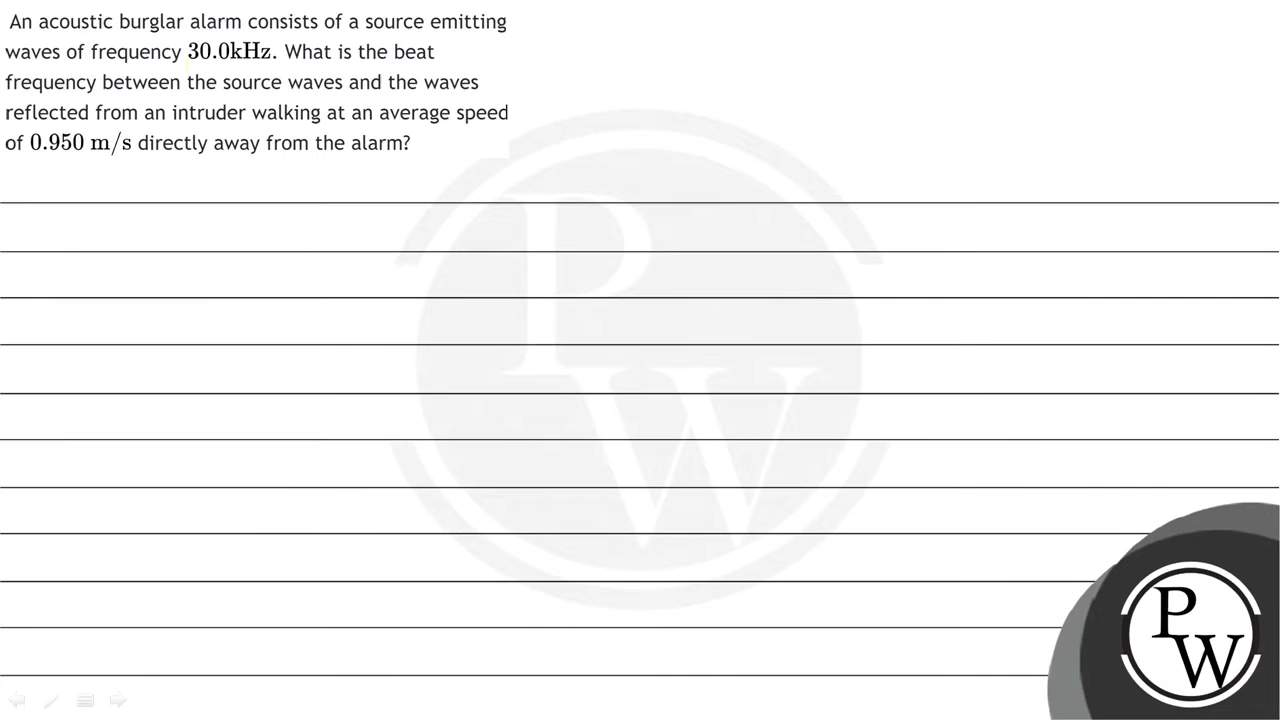 An acoustic burglar alarm consists of a source emitting
waves of frequency 30.0kHz. What is the beat
frequency between the source waves and the waves
reflected from an intruder walking at an average speed
of 0.950 m/s directly away from the alarm?
P
W
P
W